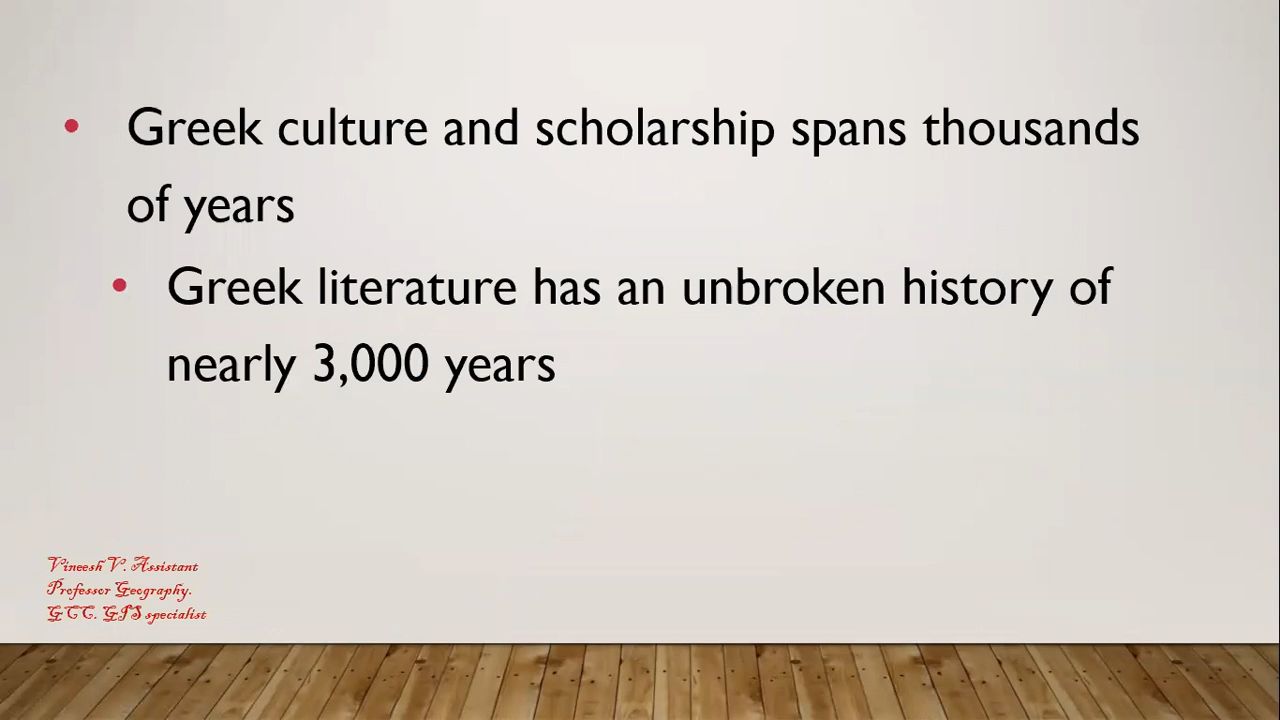 • Greek culture and scholarship spans thousands
of years
• Greek literature has an unbroken history of
nearly 3,000 years
Vineesh V. Assistant
Professor Geography.
GCC. GIS specialist